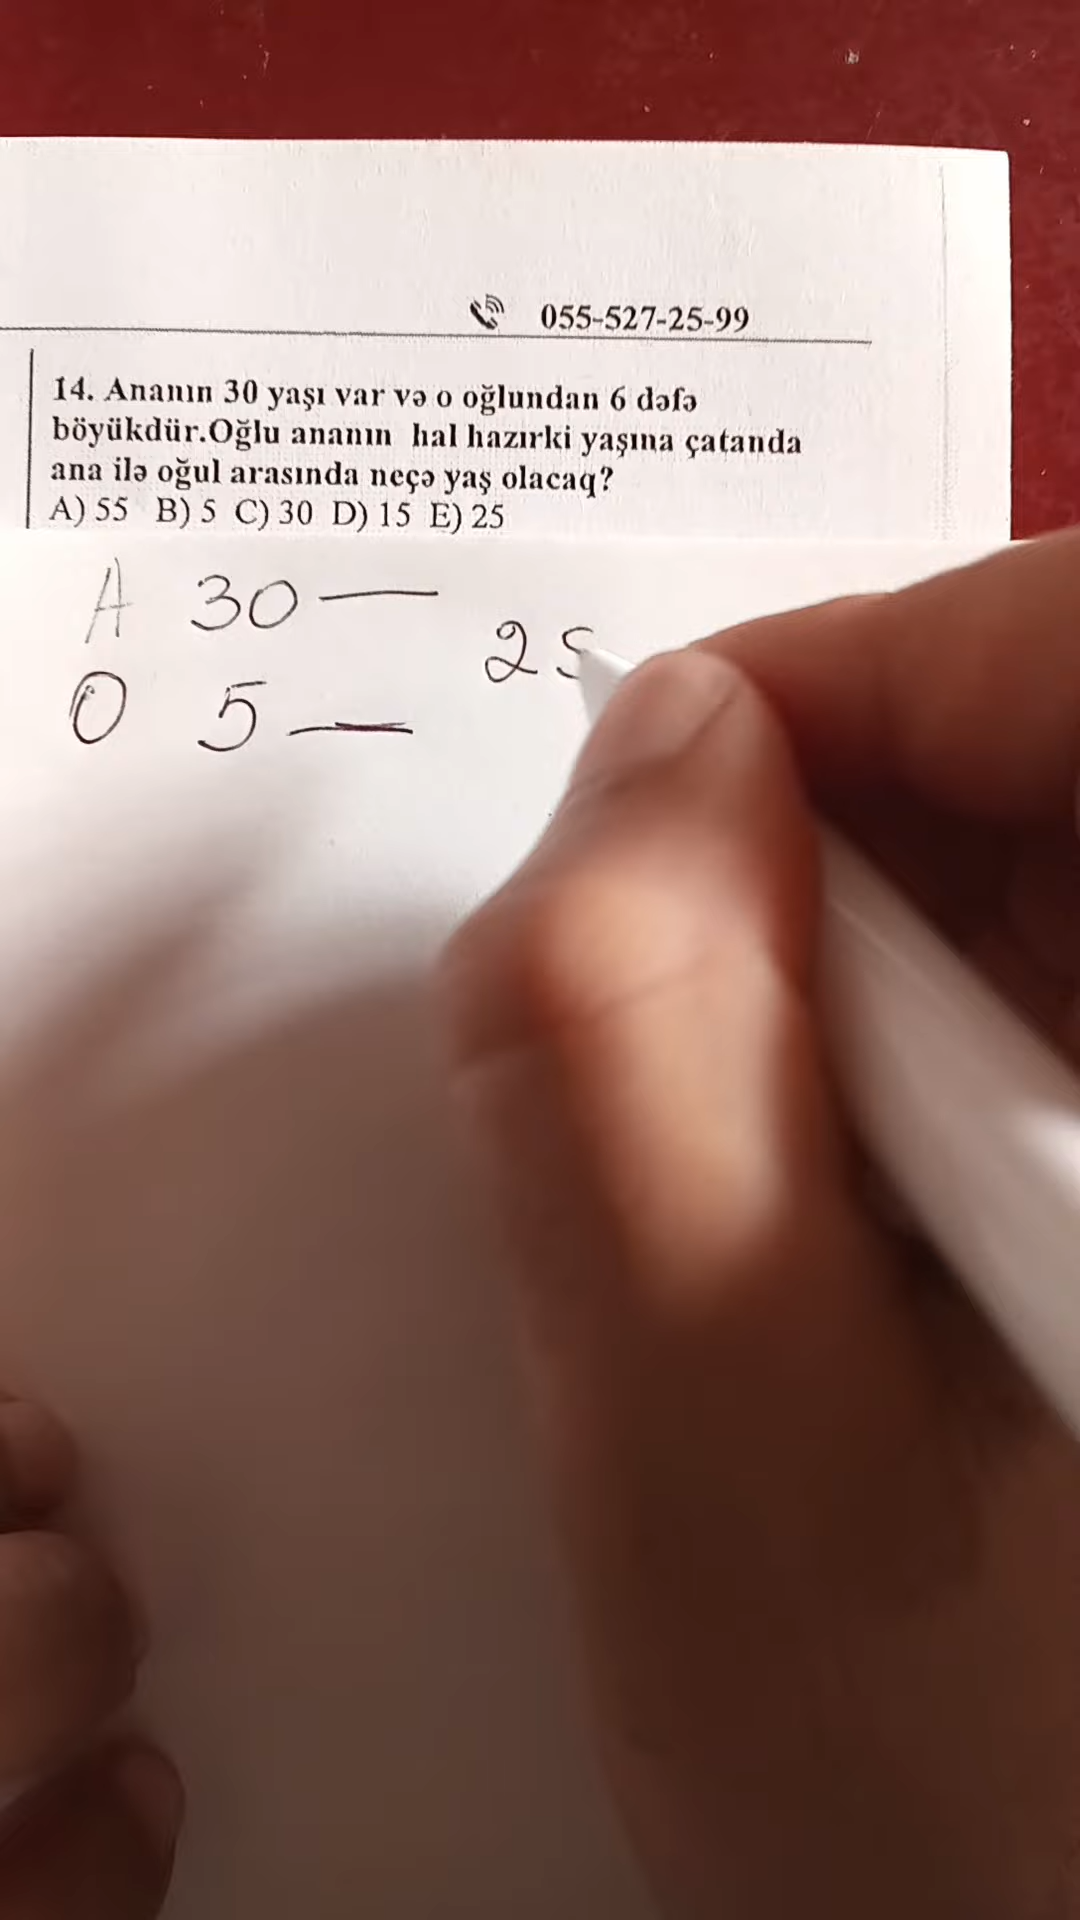 055-527-25-99
14. Ananın 30 yaşı var və o oğlundan 6 dəfə
böyükdür.Oğlu ananın hal hazırki yaşına çatanda
ana ilə oğul arasında neçə yaş olacaq?
A) 55 B) 5 C) 30 D) 15 E) 25
A 30 —
25
O 5 —